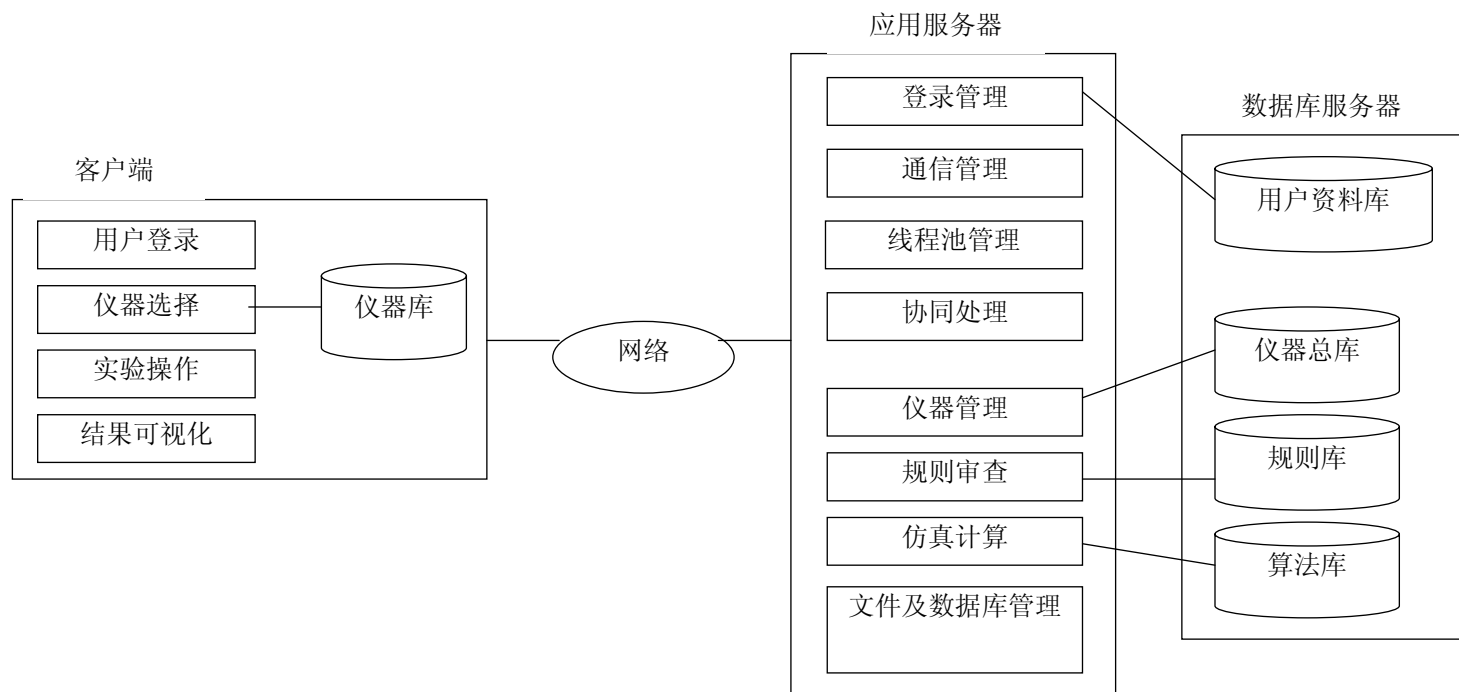 客户端
用户登录
仪器选择
实验操作
结果可视化
仪器库
网络
应用服务器
登录管理
通信管理
线程池管理
协同处理
仪器管理
规则审查
仿真计算
文件及数据库管理
数据库服务器
用户资料库
仪器总库
规则库
算法库